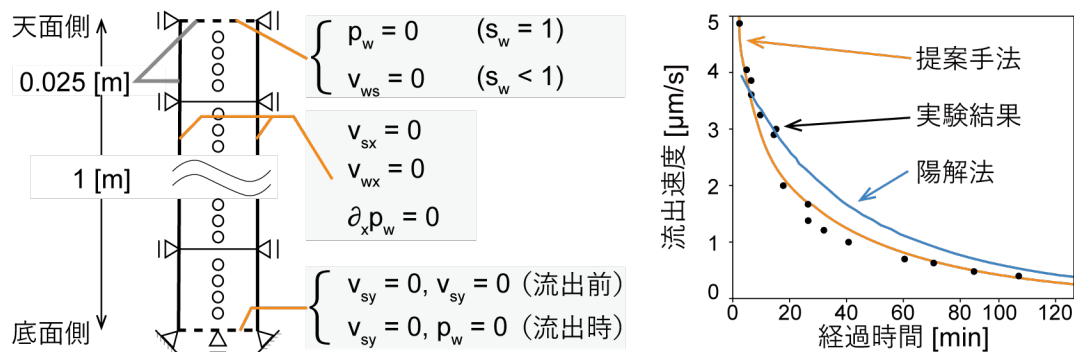 天面側
0.025 [m]
1 [m]
底面側
p_w = 0 (s_w = 1)
v_ws = 0 (s_w < 1)
v_sx = 0
v_wx = 0
∂_x p_w = 0
v_sy = 0, v_sy = 0（流出前）
v_sy = 0, p_w = 0（流出時）
流出速度 [μm/s]
5
4
3
2
1
0
0 20 40 60 80 100 120
経過時間 [min]
提案手法
実験結果
陽解法